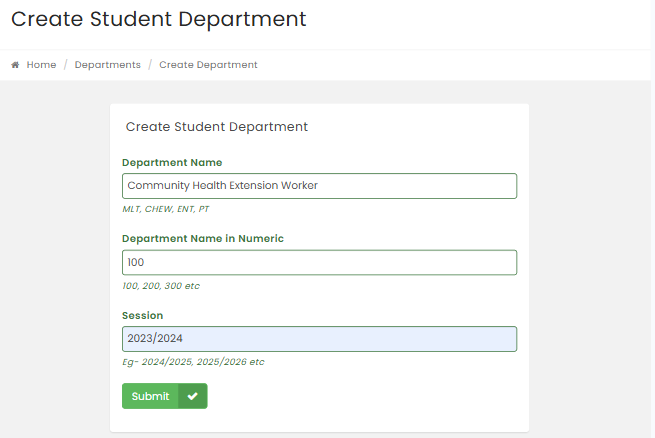 Create Student Department
Home / Departments / Create Department
Create Student Department
Department Name
Community Health Extension Worker
MLT, CHEW, ENT, PT
Department Name in Numeric
100
100, 200, 300 etc
Session
2023/2024
Eg- 2024/2025, 2025/2026 etc
Submit